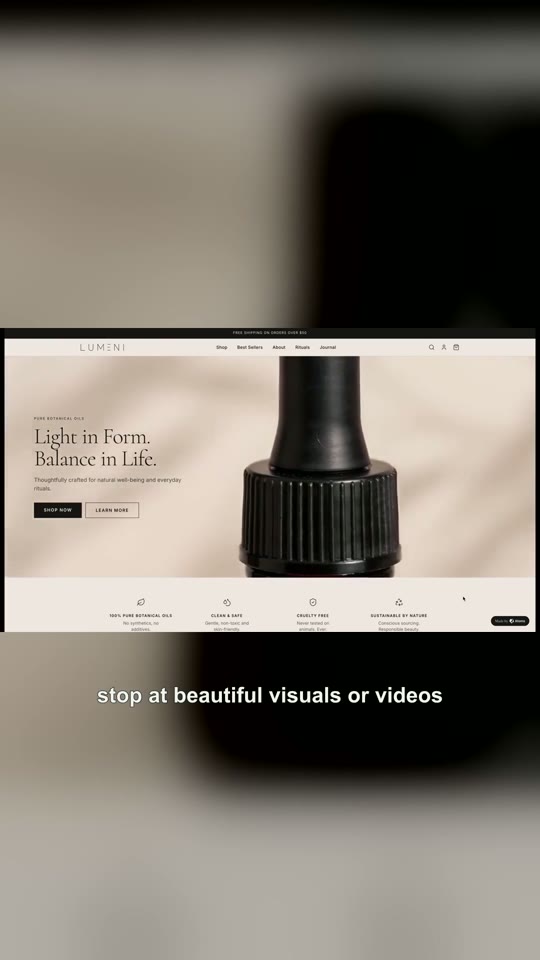 FREE SHIPPING ON ORDERS OVER $50
LUMENI
Shop Best Sellers About Rituals Journal
PURE BOTANICAL OILS
Light in Form.
Balance in Life.
Thoughtfully crafted for natural well-being and everyday
rituals.
SHOP NOW LEARN MORE
100% PURE BOTANICAL OILS CLEAN & SAFE CRUELTY FREE SUSTAINABLE BY NATURE
No synthetics, no Gentle, non-toxic and Never tested on Conscious sourcing.
additives. skin-friendly. animals. Ever. Responsible beauty.
Made by
stop at beautiful visuals or videos